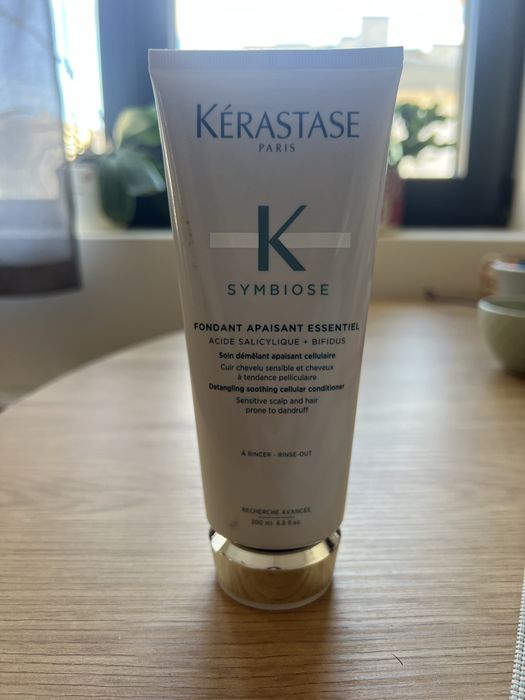 KÉRASTASE
PARIS
K
SYMBIOSE
FONDANT APAISANT ESSENTIEL
ACIDE SALICYLIQUE + BIFIDUS
Soin démêlant apaisant cellulaire
Cuir chevelu sensible et cheveux
à tendance pelliculaire
Detangling soothing cellular conditioner
Sensitive scalp and hair
prone to dandruff
À RINCER - RINSE-OUT
RECHERCHE AVANCÉE
200 ml 6.8 fl.oz.